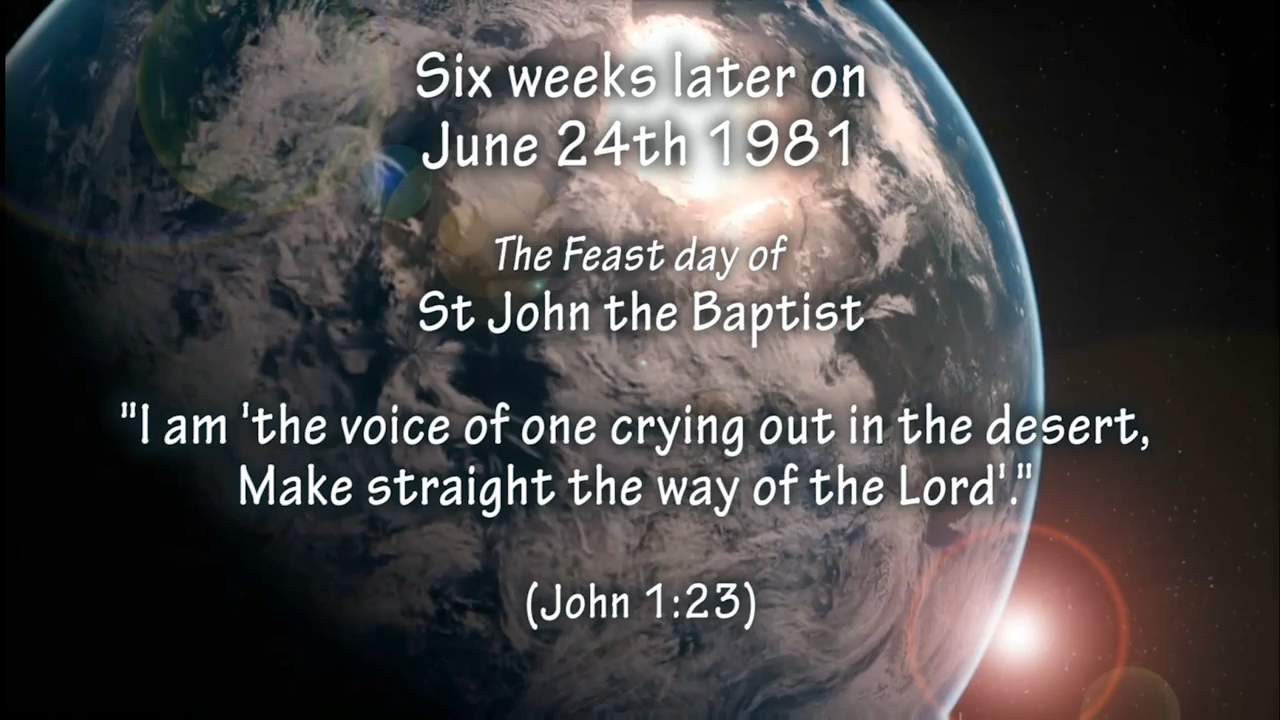 Six weeks later on
June 24th 1981
The Feast day of
St John the Baptist
"I am 'the voice of one crying out in the desert,
Make straight the way of the Lord'."
(John 1:23)